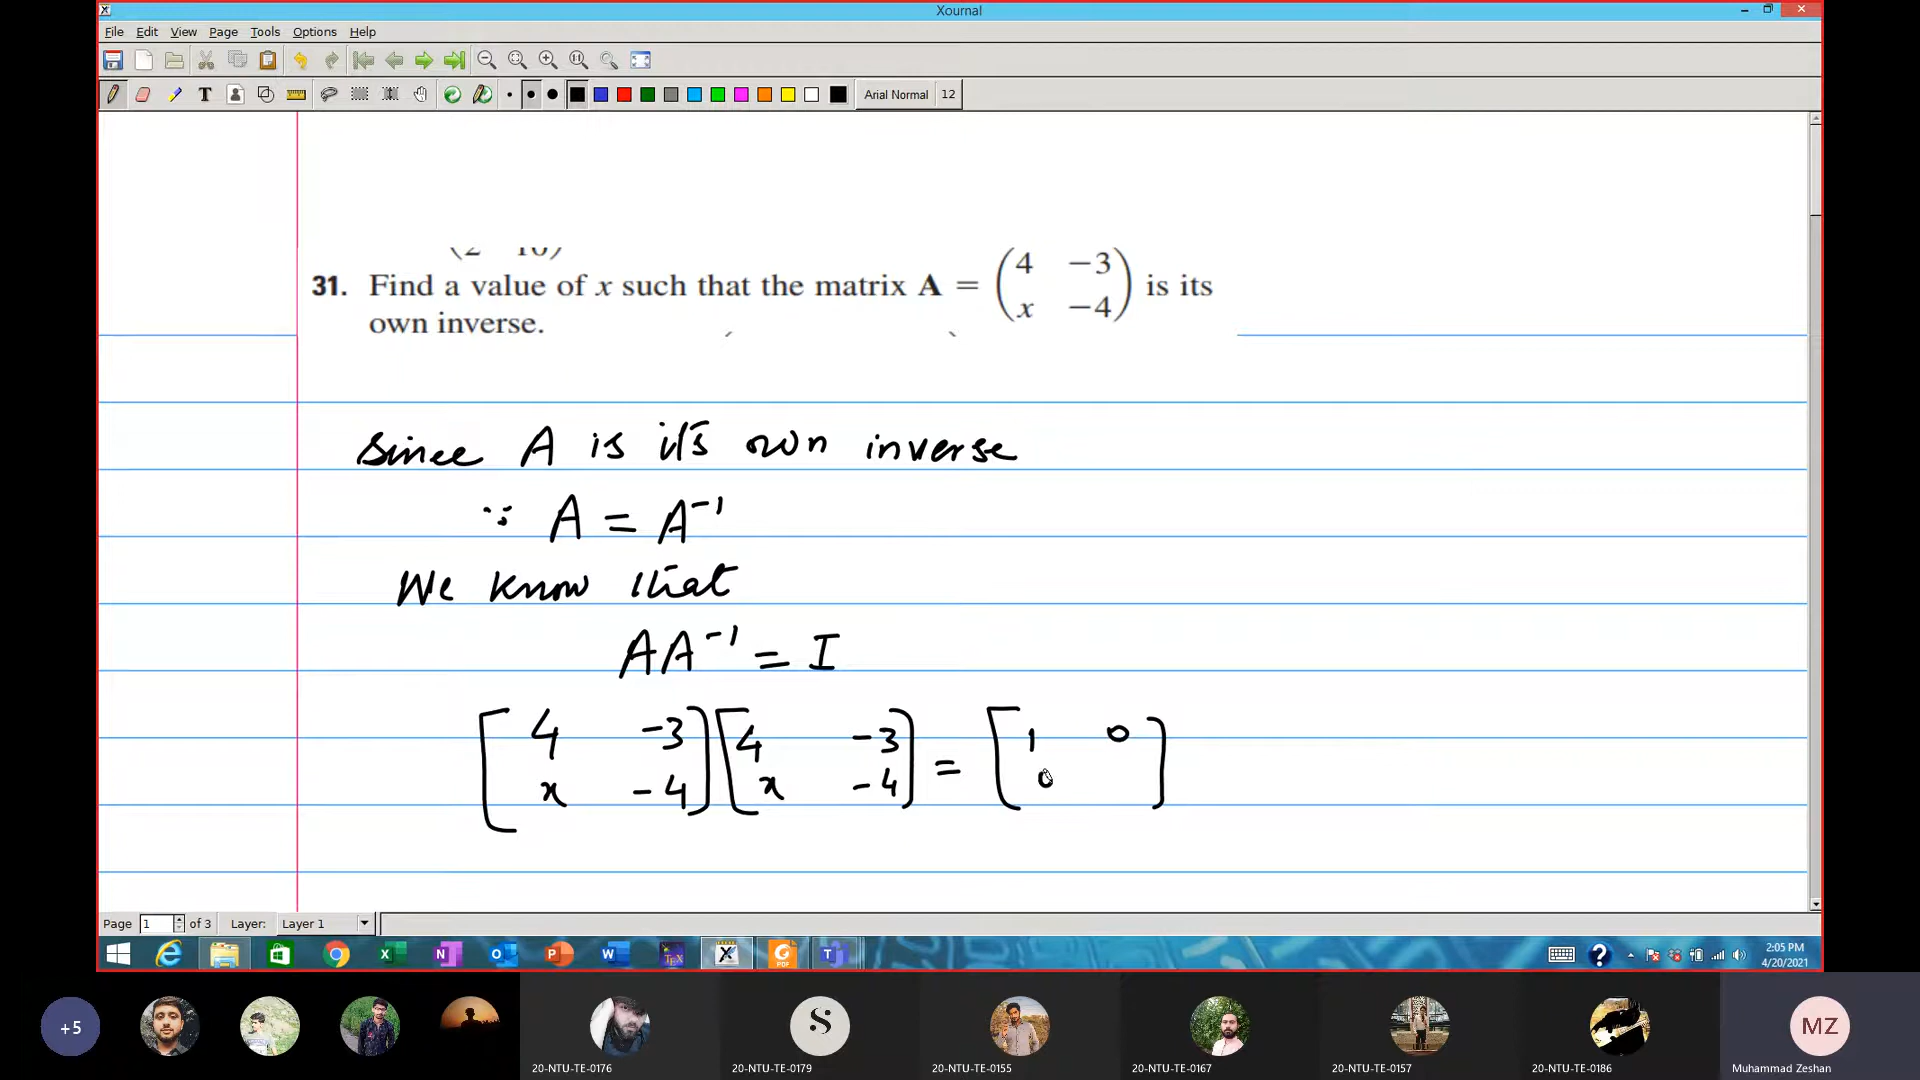 Xournal
File Edit View Page Tools Options Help
Arial Normal 12
(2 10)
31. Find a value of x such that the matrix A = (4 −3
x −4) is its
own inverse.
Since A is it's own inverse
∵ A = A⁻¹
We know that
AA⁻¹ = I
[4 -3] [4 -3] = [1 0]
[x -4] [x -4] [0 ]
Page 1 of 3 Layer: Layer 1
2:05 PM
4/20/2021
+5 S MZ
20-NTU-TE-0176 20-NTU-TE-0179 20-NTU-TE-0155 20-NTU-TE-0167 20-NTU-TE-0157 20-NTU-TE-0186 Muhammad Zeshan